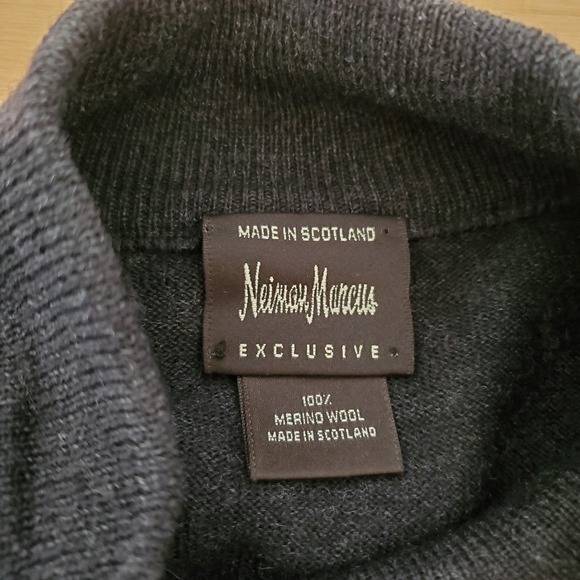 MADE IN SCOTLAND
Neiman Marcus
EXCLUSIVE
100%
MERINO WOOL
MADE IN SCOTLAND